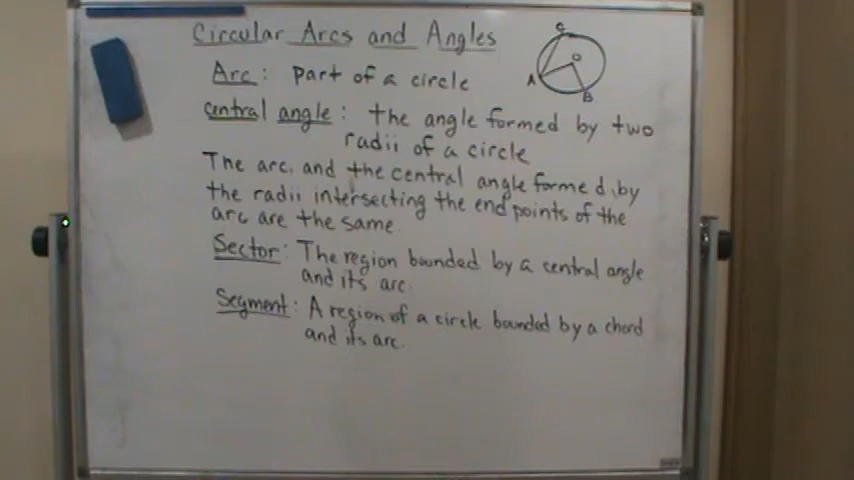 Circular Arcs and Angles
C
O
A
B
Arc: part of a circle
central angle: the angle formed by two
radii of a circle
The arc, and the central angle formed, by
the radii intersecting the end points of the
arc are the same.
Sector: The region bounded by a central angle
and its arc.
Segment: A region of a circle bounded by a chord
and its arc.